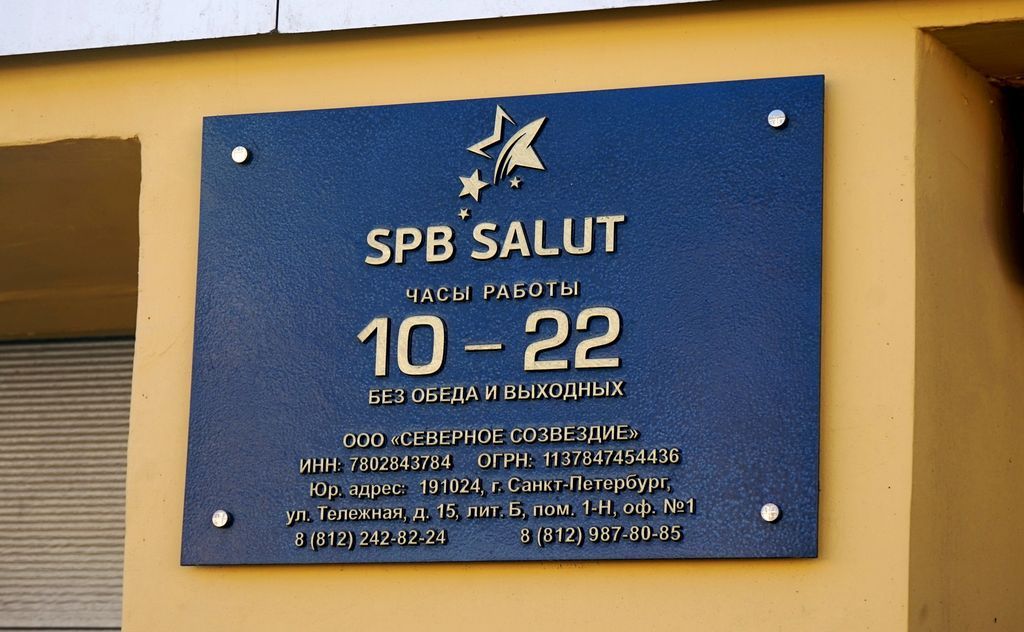 SPB SALUT
ЧАСЫ РАБОТЫ
10 – 22
БЕЗ ОБЕДА И ВЫХОДНЫХ
ООО «СЕВЕРНОЕ СОЗВЕЗДИЕ»
ИНН: 7802843784 ОГРН: 1137847454436
Юр. адрес: 191024, г. Санкт-Петербург,
ул. Тележная, д. 15, лит. Б, пом. 1-Н, оф. №1
8 (812) 242-82-24 8 (812) 987-80-85